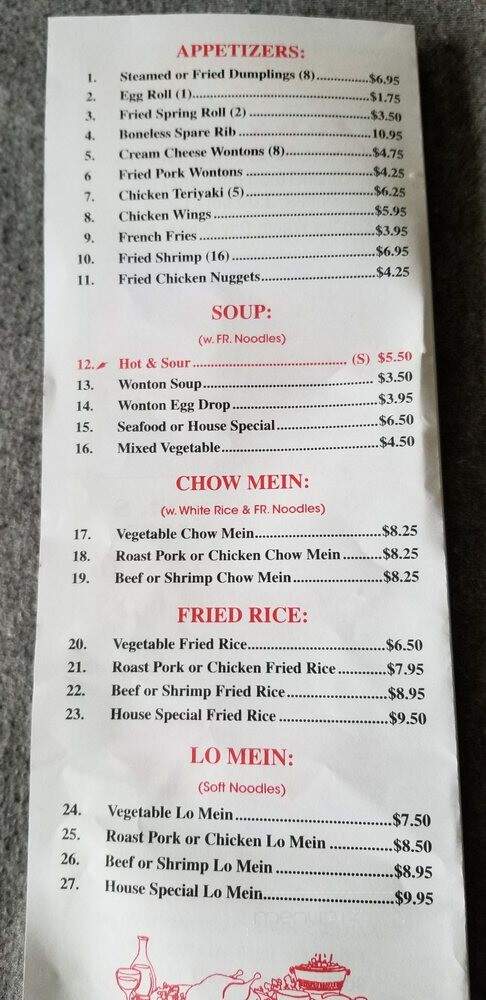 APPETIZERS:
1. Steamed or Fried Dumplings (8)..............$6.95
2. Egg Roll (1)..................................................$1.75
3. Fried Spring Roll (2) ...................................$3.50
4. Boneless Spare Rib .....................................10.95
5. Cream Cheese Wontons (8).......................$4.75
6 Fried Pork Wontons ...................................$4.25
7. Chicken Teriyaki (5)....................................$6.25
8. Chicken Wings .............................................$5.95
9. French Fries .................................................$3.95
10. Fried Shrimp (16) ........................................$6.95
11. Fried Chicken Nuggets................................$4.25
SOUP:
(w. FR. Noodles)
12. Hot & Sour .......................................... (S) $5.50
13. Wonton Soup.............................................. $3.50
14. Wonton Egg Drop.......................................$3.95
15. Seafood or House Special............................$6.50
16. Mixed Vegetable...........................................$4.50
CHOW MEIN:
(w. White Rice & FR. Noodles)
17. Vegetable Chow Mein..................................$8.25
18. Roast Pork or Chicken Chow Mein ..........$8.25
19. Beef or Shrimp Chow Mein.......................$8.25
FRIED RICE:
20. Vegetable Fried Rice....................................$6.50
21. Roast Pork or Chicken Fried Rice .............$7.95
22. Beef or Shrimp Fried Rice..........................$8.95
23. House Special Fried Rice ............................$9.50
LO MEIN:
(Soft Noodles)
24. Vegetable Lo Mein.......................................$7.50
25. Roast Pork or Chicken Lo Mein ................$8.50
26. Beef or Shrimp Lo Mein .............................$8.95
27. House Special Lo Mein................................$9.95